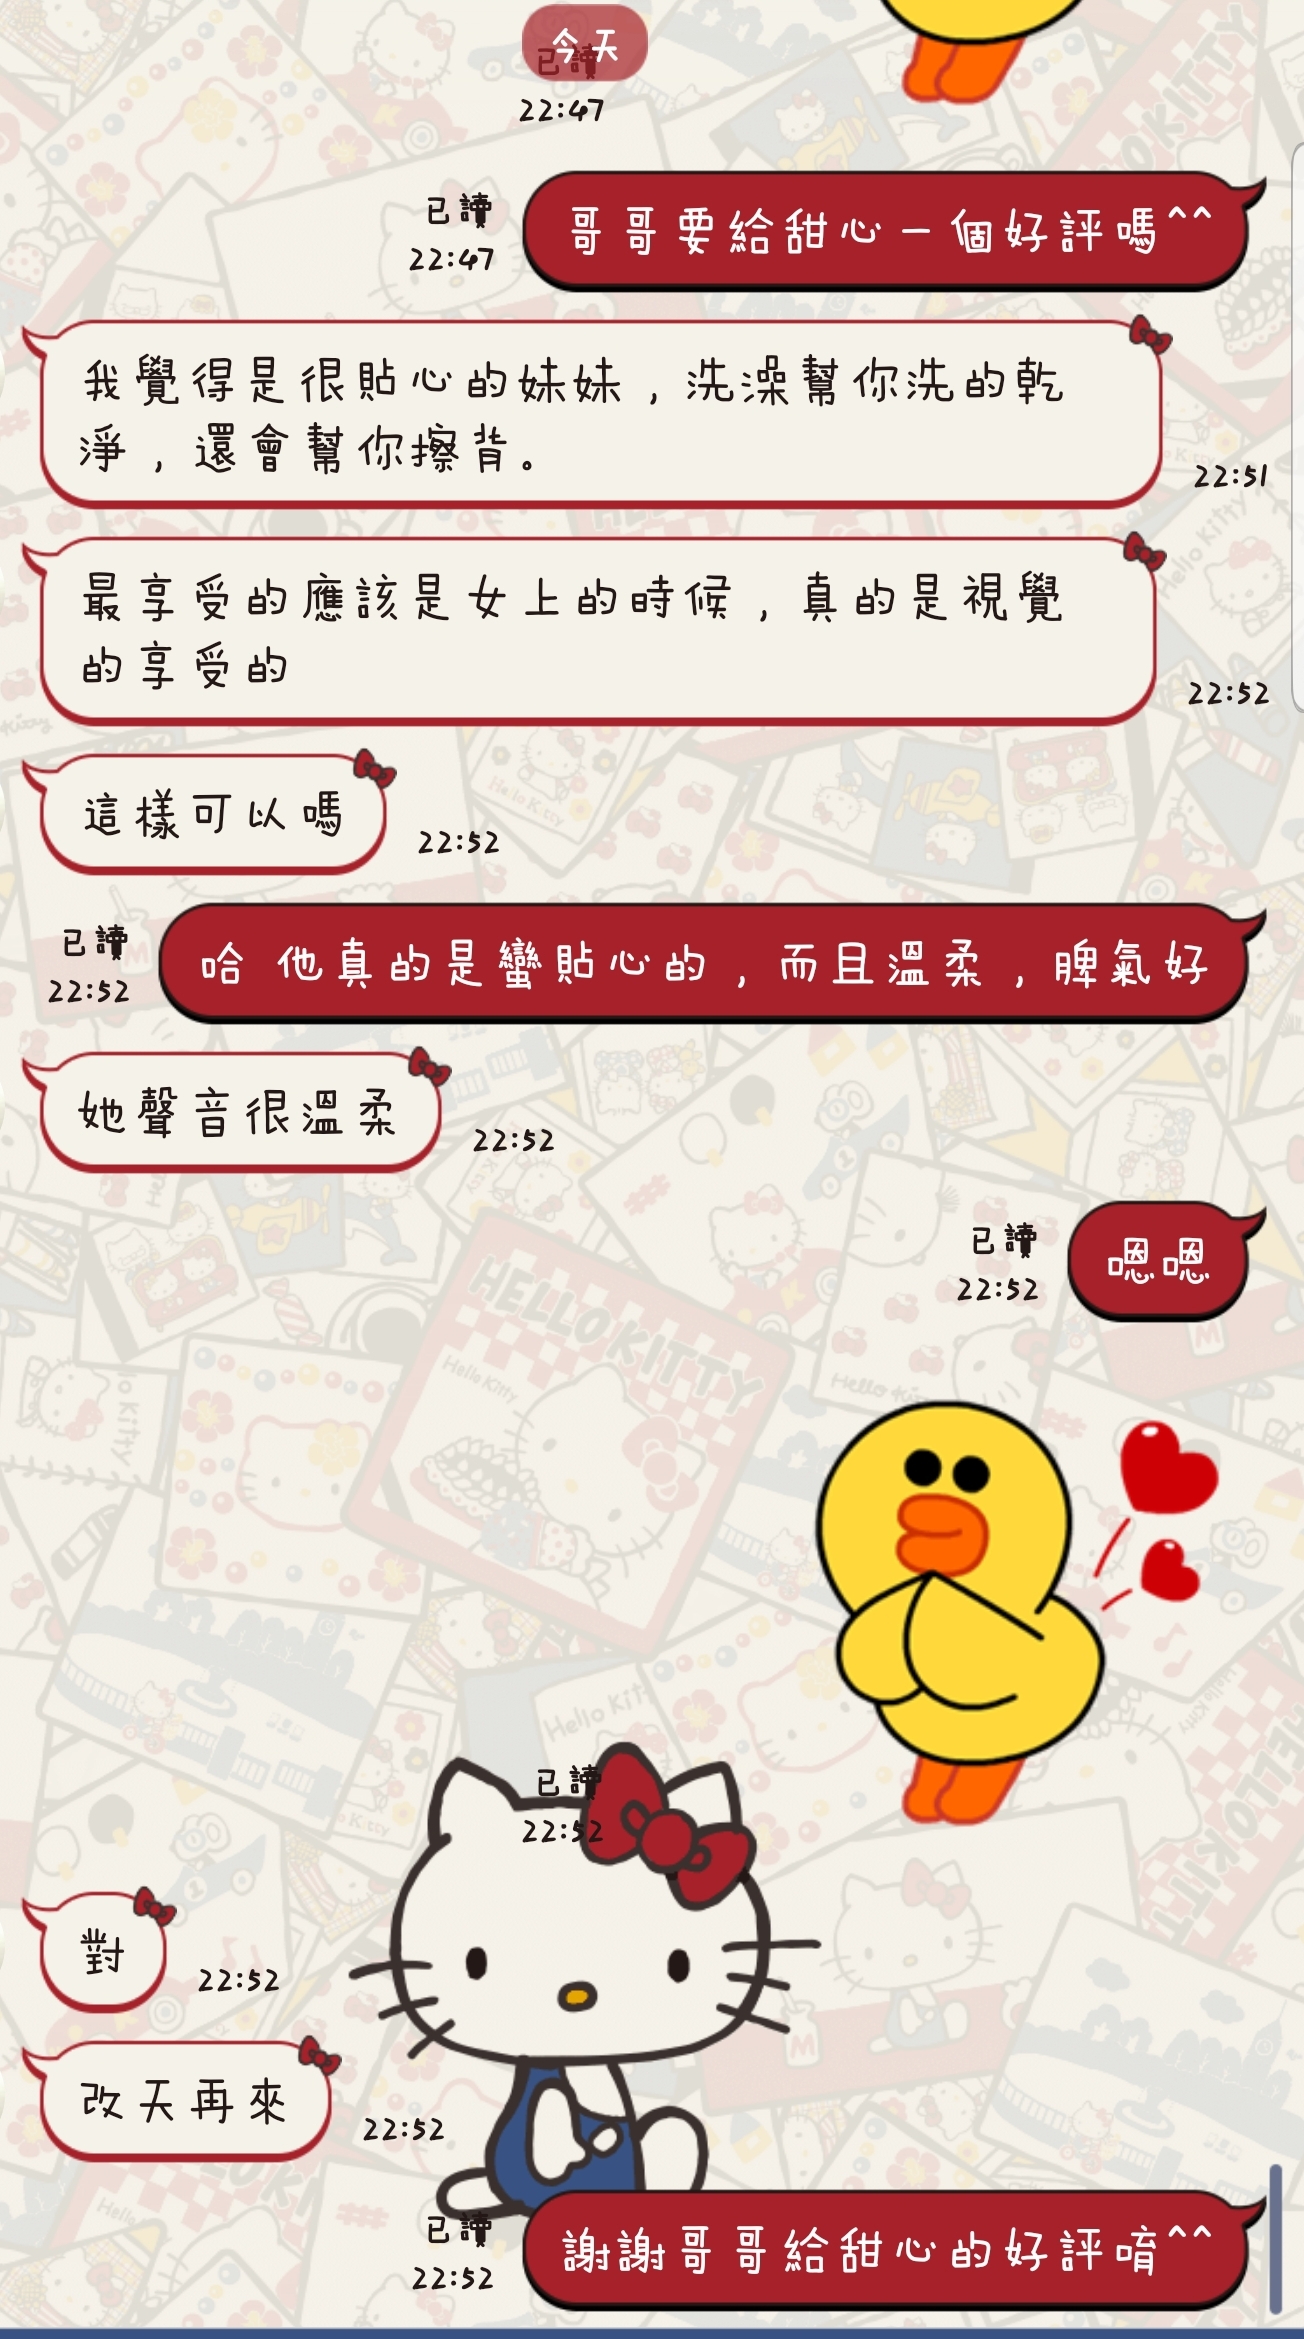 今天
已讀
22:47
哥哥要給甜心一個好評嗎^^
已讀
22:47
我覺得是很貼心的妹妹，洗澡幫你洗的乾
淨，還會幫你擦背。
22:51
最享受的應該是女上的時候，真的是視覺
的享受的
22:52
這樣可以嗎
22:52
哈 他真的是蠻貼心的，而且溫柔，脾氣好
已讀
22:52
她聲音很溫柔
22:52
嗯嗯
已讀
22:52
已讀
22:52
對
22:52
改天再來
22:52
謝謝哥哥給甜心的好評唷^^
已讀
22:52
HELLO KITTY
Hello Kitty